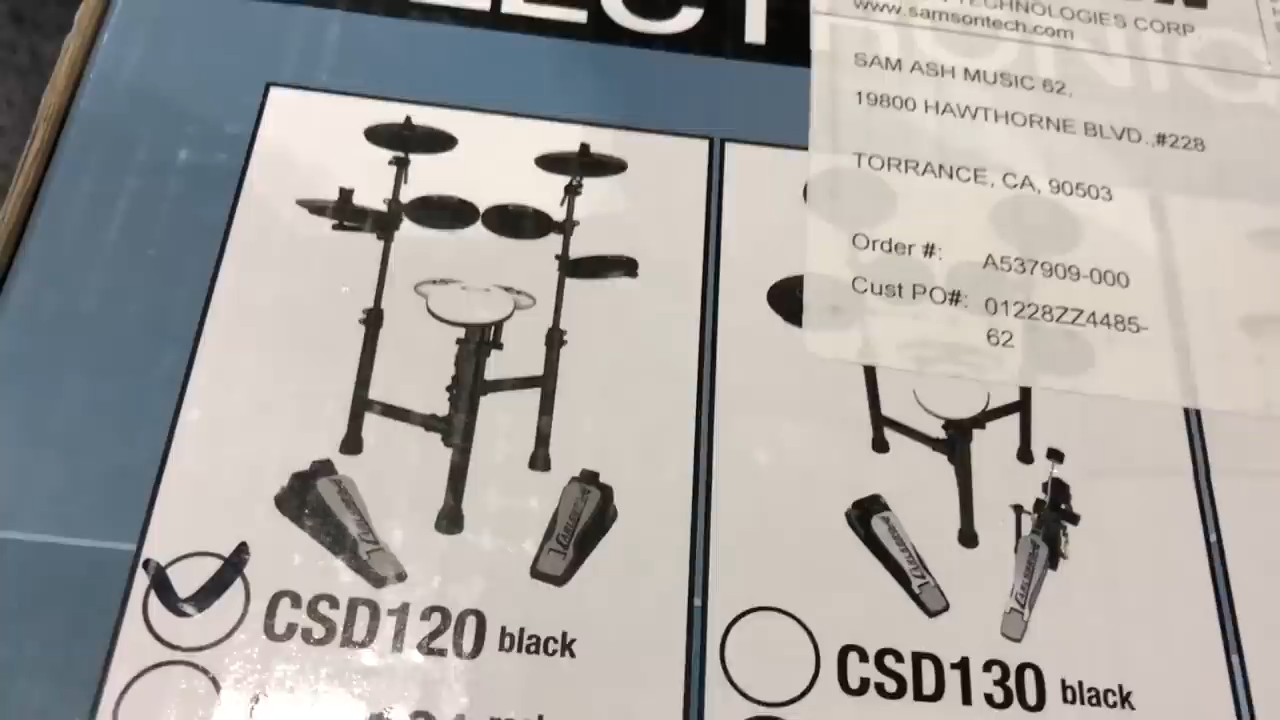 ELECT
TECHNOLOGIES CORP
www.samsontech.com
SAM ASH MUSIC 62,
19800 HAWTHORNE BLVD.,#228
TORRANCE, CA, 90503
Order #: A537909-000
Cust PO#: 01228ZZ4485-
62
CSD120 black
CSD130 black